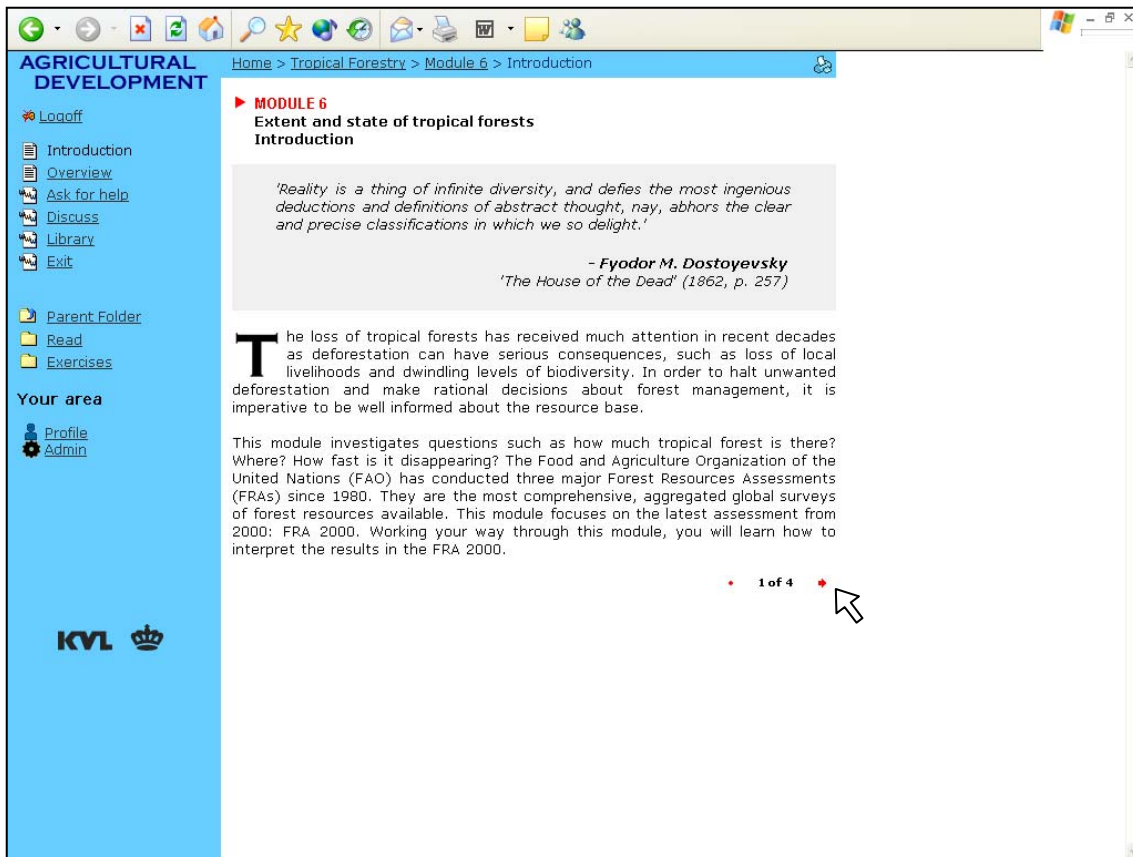 AGRICULTURAL
DEVELOPMENT
Logoff
Introduction
Overview
Ask for help
Discuss
Library
Exit
Parent Folder
Read
Exercises
Your area
Profile
Admin
KVL
Home > Tropical Forestry > Module 6 > Introduction
MODULE 6
Extent and state of tropical forests
Introduction
'Reality is a thing of infinite diversity, and defies the most ingenious
deductions and definitions of abstract thought, nay, abhors the clear
and precise classifications in which we so delight.'
- Fyodor M. Dostoyevsky
'The House of the Dead' (1862, p. 257)
The loss of tropical forests has received much attention in recent decades
as deforestation can have serious consequences, such as loss of local
livelihoods and dwindling levels of biodiversity. In order to halt unwanted
deforestation and make rational decisions about forest management, it is
imperative to be well informed about the resource base.
This module investigates questions such as how much tropical forest is there?
Where? How fast is it disappearing? The Food and Agriculture Organization of the
United Nations (FAO) has conducted three major Forest Resources Assessments
(FRAs) since 1980. They are the most comprehensive, aggregated global surveys
of forest resources available. This module focuses on the latest assessment from
2000: FRA 2000. Working your way through this module, you will learn how to
interpret the results in the FRA 2000.
1 of 4